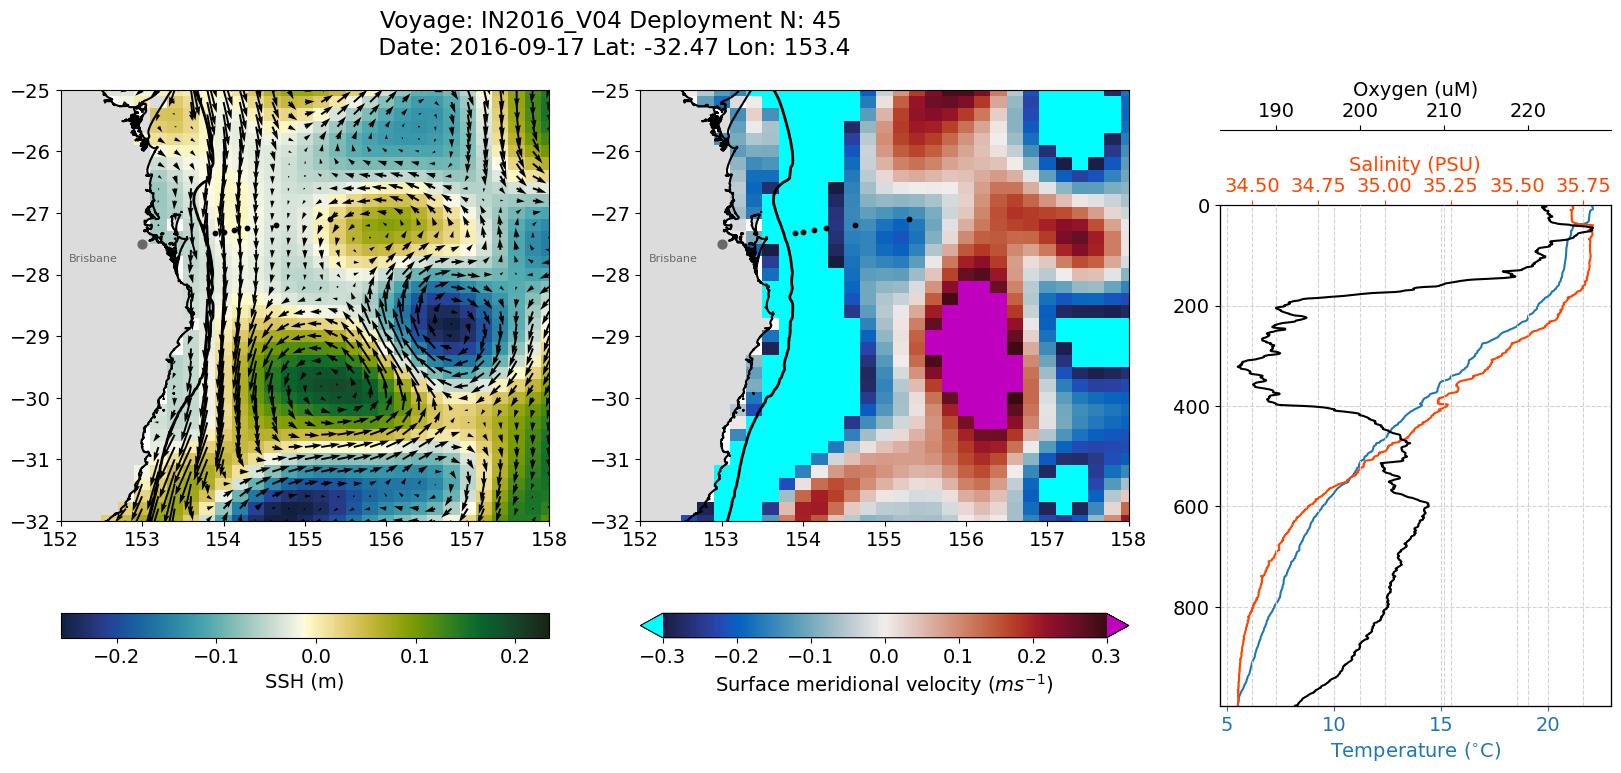 Voyage: IN2016_V04 Deployment N: 45
Date: 2016-09-17 Lat: -32.47 Lon: 153.4
−25
−26
−27
−28
−29
−30
−31
−32
152 153 154 155 156 157 158
Brisbane
−0.2 −0.1 0.0 0.1 0.2
SSH (m)
−25
−26
−27
−28
−29
−30
−31
−32
152 153 154 155 156 157 158
Brisbane
−0.3 −0.2 −0.1 0.0 0.1 0.2 0.3
Surface meridional velocity (ms⁻¹)
Oxygen (uM)
190 200 210 220
Salinity (PSU)
34.50 34.75 35.00 35.25 35.50 35.75
0
200
400
600
800
5 10 15 20
Temperature (°C)